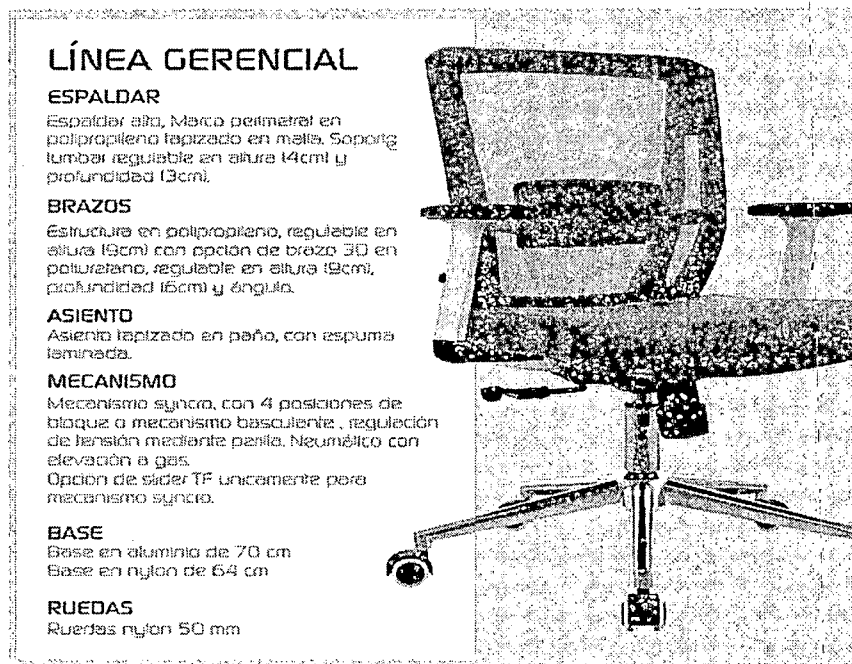 LÍNEA GERENCIAL
ESPALDAR
Espaldar alto, Marco perimetral en
polipropileno tapizado en malla. Soporte
lumbar regulable en altura (4cm) y
profundidad (3cm).
BRAZOS
Estructura en polipropileno, regulable en
altura (9cm) con opción de brazo 3D en
poliuretano, regulable en altura (9cm),
profundidad (6cm) y ángulo.
ASIENTO
Asiento tapizado en paño, con espuma
laminada.
MECANISMO
Mecanismo syncro, con 4 posiciones de
bloqueo o mecanismo basculante , regulación
de tensión mediante perilla. Neumático con
elevación a gas.
Opcion de slider TF unicamente para
mecanismo syncro.
BASE
Base en aluminio de 70 cm
Base en nylon de 64 cm
RUEDAS
Ruedas nylon 50 mm